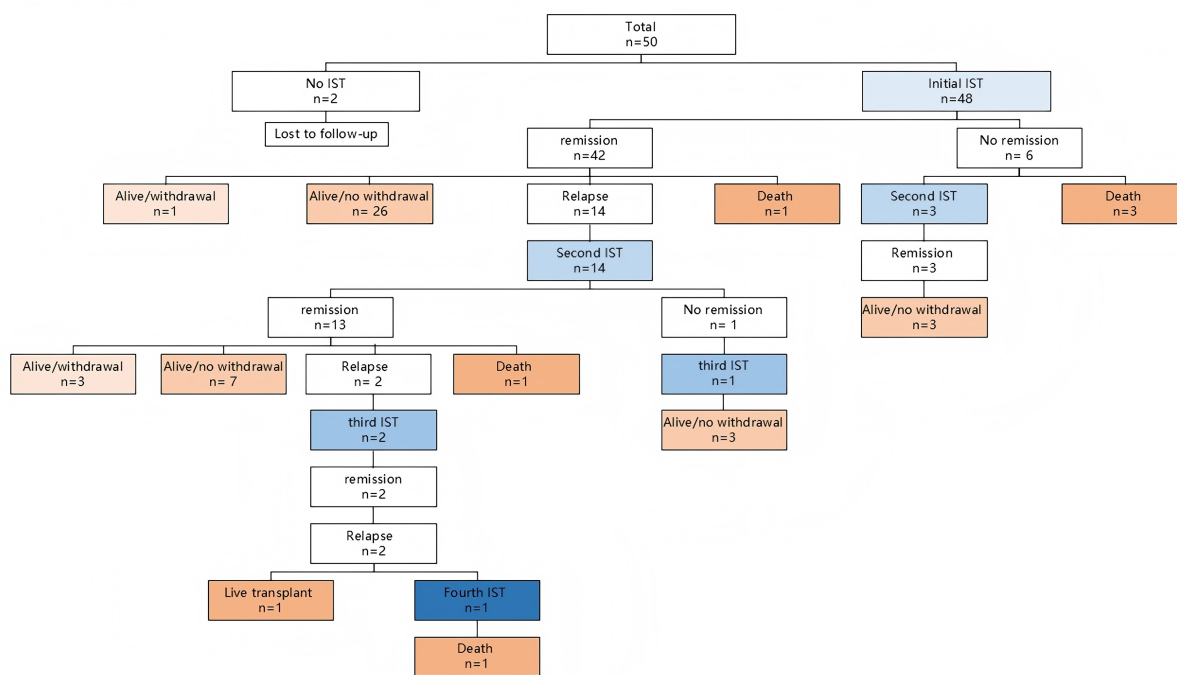 Total
n=50
No IST
n=2
Initial IST
n=48
Lost to follow-up
remission
n=42
No remission
n= 6
Alive/withdrawal
n=1
Alive/no withdrawal
n= 26
Relapse
n=14
Death
n=1
Second IST
n=3
Death
n=3
Second IST
n=14
Remission
n=3
remission
n=13
No remission
n= 1
Alive/no withdrawal
n=3
Alive/withdrawal
n=3
Alive/no withdrawal
n= 7
Relapse
n= 2
Death
n=1
third IST
n=1
third IST
n=2
Alive/no withdrawal
n=3
remission
n=2
Relapse
n=2
Live transplant
n=1
Fourth IST
n=1
Death
n=1